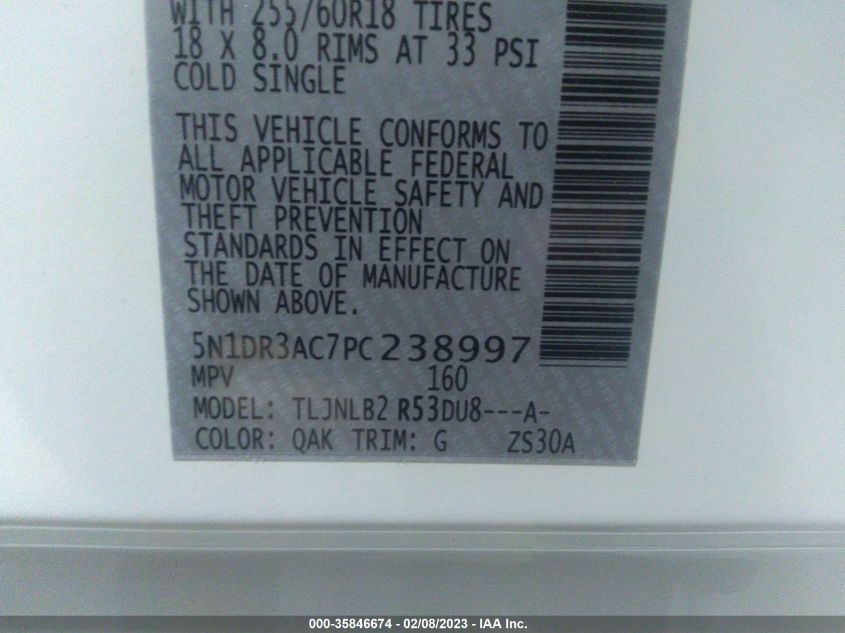 WITH 255/60R18 TIRES
18 X 8.0 RIMS AT 33 PSI
COLD SINGLE
THIS VEHICLE CONFORMS TO
ALL APPLICABLE FEDERAL
MOTOR VEHICLE SAFETY AND
THEFT PREVENTION
STANDARDS IN EFFECT ON
THE DATE OF MANUFACTURE
SHOWN ABOVE.
5N1DR3AC7PC238997
MPV 160
MODEL: TLJNLB2 R53DU8---A-
COLOR: QAK TRIM: G ZS30A
000-35846674 - 02/08/2023 - IAA Inc.